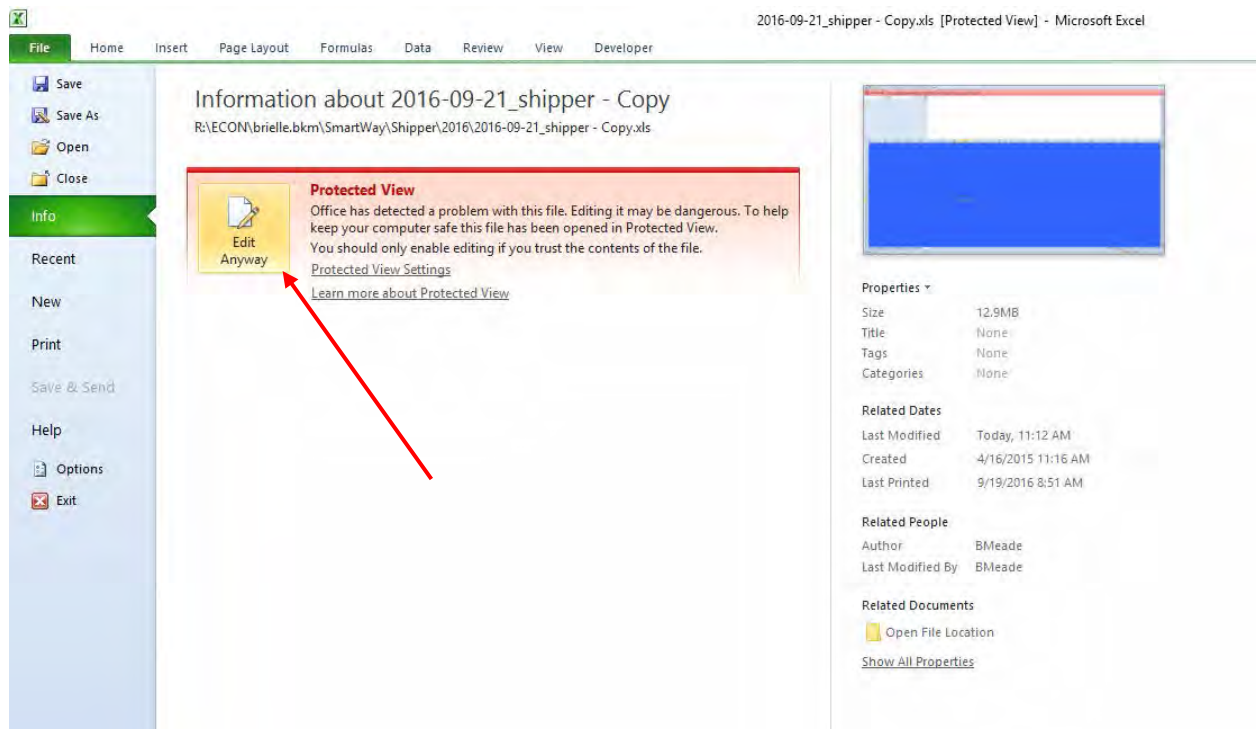 2016-09-21_shipper - Copy.xls [Protected View] - Microsoft Excel
File Home Insert Page Layout Formulas Data Review View Developer
Save
Save As
Open
Close
Info
Recent
New
Print
Save & Send
Help
Options
Exit
Information about 2016-09-21_shipper - Copy
R:\ECON\brielle.bkm\SmartWay\Shipper\2016\2016-09-21_shipper - Copy.xls
Edit
Anyway
Protected View
Office has detected a problem with this file. Editing it may be dangerous. To help
keep your computer safe this file has been opened in Protected View.
You should only enable editing if you trust the contents of the file.
Protected View Settings
Learn more about Protected View
Properties
Size 12.9MB
Title None
Tags None
Categories None
Related Dates
Last Modified Today, 11:12 AM
Created 4/16/2015 11:16 AM
Last Printed 9/19/2016 8:51 AM
Related People
Author BMeade
Last Modified By BMeade
Related Documents
Open File Location
Show All Properties